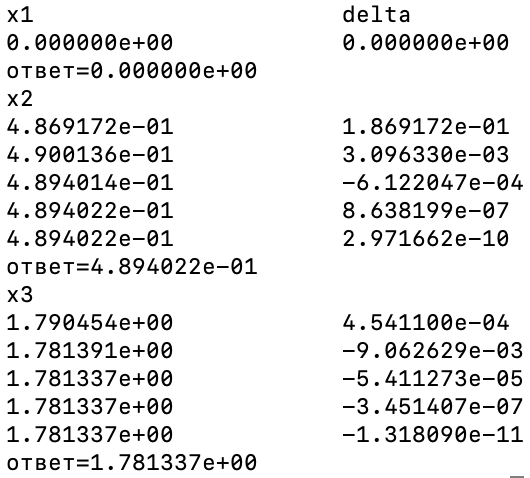 x1 delta
0.000000e+00 0.000000e+00
ответ=0.000000e+00
x2
4.869172e-01 1.869172e-01
4.900136e-01 3.096330e-03
4.894014e-01 -6.122047e-04
4.894022e-01 8.638199e-07
4.894022e-01 2.971662e-10
ответ=4.894022e-01
x3
1.790454e+00 4.541100e-04
1.781391e+00 -9.062629e-03
1.781337e+00 -5.411273e-05
1.781337e+00 -3.451407e-07
1.781337e+00 -1.318090e-11
ответ=1.781337e+00